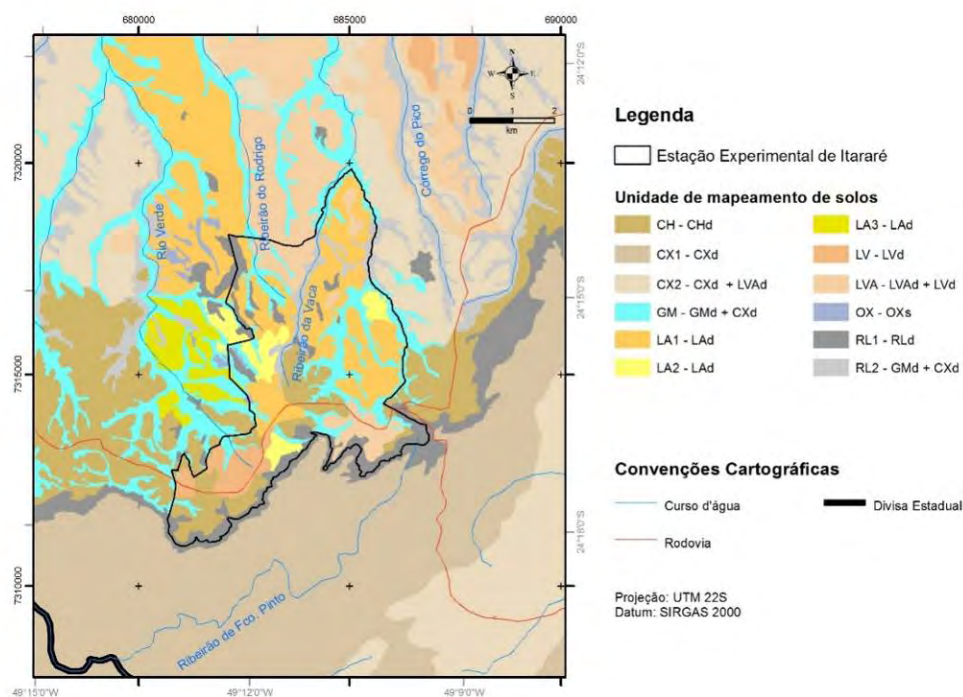 680000
685000
690000
24°12'0"S
N
W
E
S
0
1
2
km
7320000
Rio Verde
Ribeirão do Rodrigo
Córrego do Pico
Ribeirão da Vaca
24°15'0"S
7315000
24°18'0"S
7310000
Ribeirão de Fco. Pinto
49°15'0"W
49°12'0"W
49°9'0"W
Legenda
Estação Experimental de Itararé
Unidade de mapeamento de solos
CH - CHd
CX1 - CXd
CX2 - CXd + LVAd
GM - GMd + CXd
LA1 - LAd
LA2 - LAd
LA3 - LAd
LV - LVd
LVA - LVAd + LVd
OX - OXs
RL1 - RLd
RL2 - GMd + CXd
Convenções Cartográficas
Curso d'água
Divisa Estadual
Rodovia
Projeção: UTM 22S
Datum: SIRGAS 2000